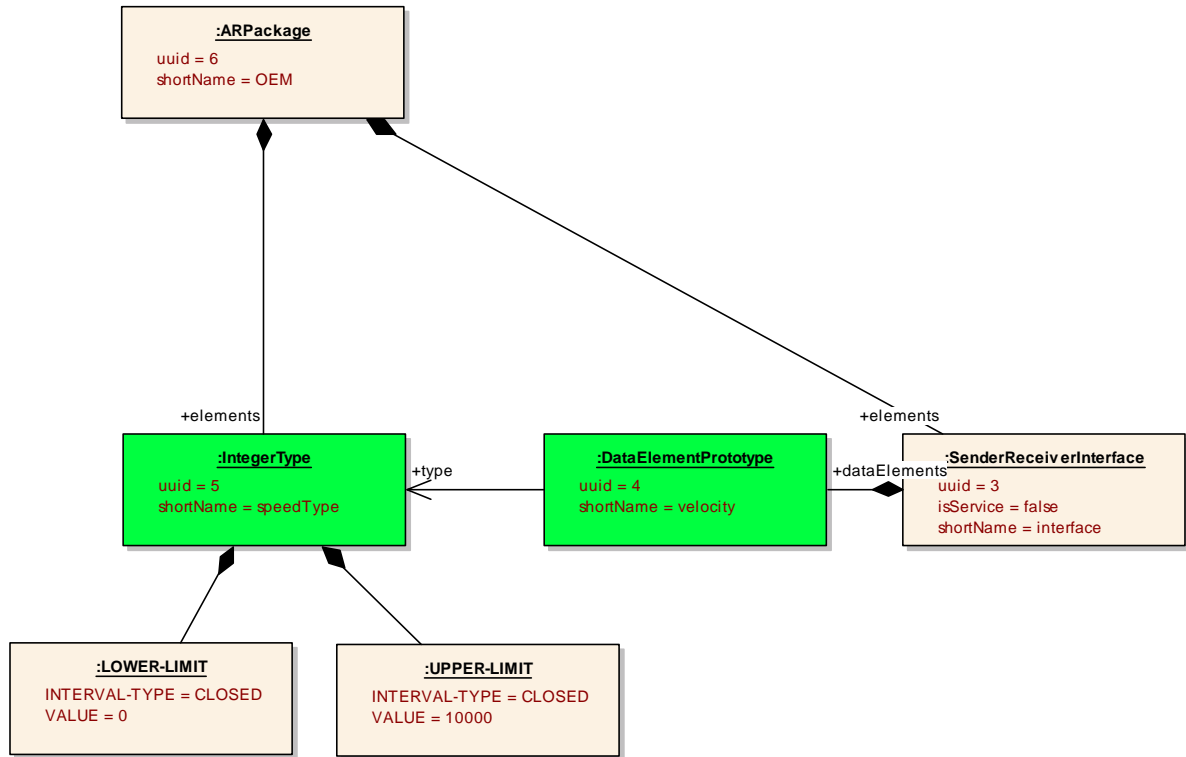 :ARPackage
uuid = 6
shortName = OEM
+elements
+elements
:IntegerType
uuid = 5
shortName = speedType
+type
:DataElementPrototype
uuid = 4
shortName = velocity
+dataElements
:SenderReceiverInterface
uuid = 3
isService = false
shortName = interface
:LOWER-LIMIT
INTERVAL-TYPE = CLOSED
VALUE = 0
:UPPER-LIMIT
INTERVAL-TYPE = CLOSED
VALUE = 10000